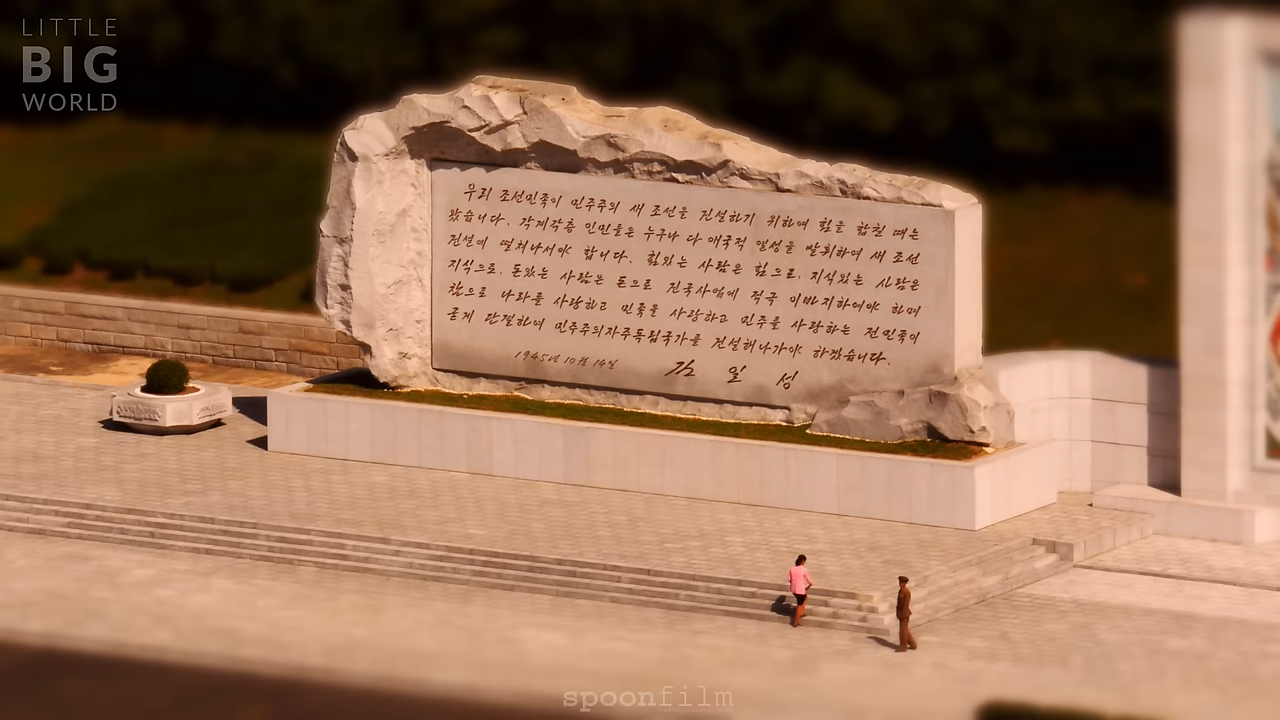 LITTLE
BIG
WORLD
우리 조선민족이 민주주의 새 조선을 건설하기 위하여 힘을 합칠 때는
왔습니다. 각계각층 인민들은 누구나 다 애국적 열성을 발휘하여 새 조선
건설에 떨쳐나서야 합니다. 힘있는 사람은 힘으로, 지식있는 사람은
지식으로, 돈있는 사람은 돈으로 건국사업에 적극 이바지하여야 하며
참으로 나라를 사랑하고 민족을 사랑하고 민주를 사랑하는 전민족이
굳게 단결하여 민주주의자주독립국가를 건설해나가야 하겠습니다.
1945년 10월 14일 김 일 성
spoonfilm